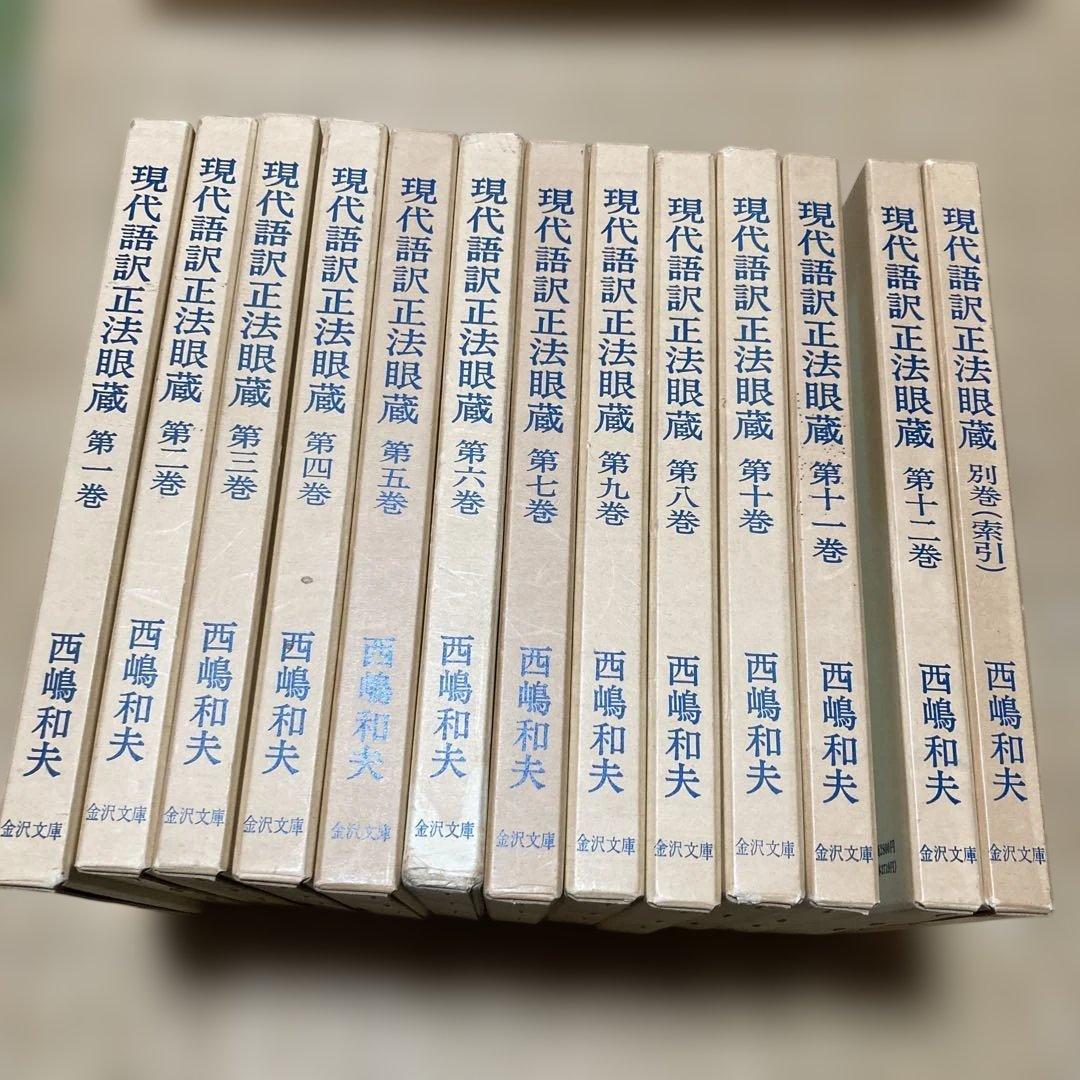 現代語訳正法眼蔵 第一巻 西嶋和夫
金沢文庫
現代語訳正法眼蔵 第二巻 西嶋和夫
金沢文庫
現代語訳正法眼蔵 第三巻 西嶋和夫
金沢文庫
現代語訳正法眼蔵 第四巻 西嶋和夫
金沢文庫
現代語訳正法眼蔵 第五巻 西嶋和夫
金沢文庫
現代語訳正法眼蔵 第六巻 西嶋和夫
金沢文庫
現代語訳正法眼蔵 第七巻 西嶋和夫
金沢文庫
現代語訳正法眼蔵 第九巻 西嶋和夫
金沢文庫
現代語訳正法眼蔵 第八巻 西嶋和夫
金沢文庫
現代語訳正法眼蔵 第十巻 西嶋和夫
金沢文庫
現代語訳正法眼蔵 第十一巻 西嶋和夫
金沢文庫
現代語訳正法眼蔵 第十二巻 西嶋和夫
金沢文庫
現代語訳正法眼蔵 別巻(索引) 西嶋和夫
金沢文庫